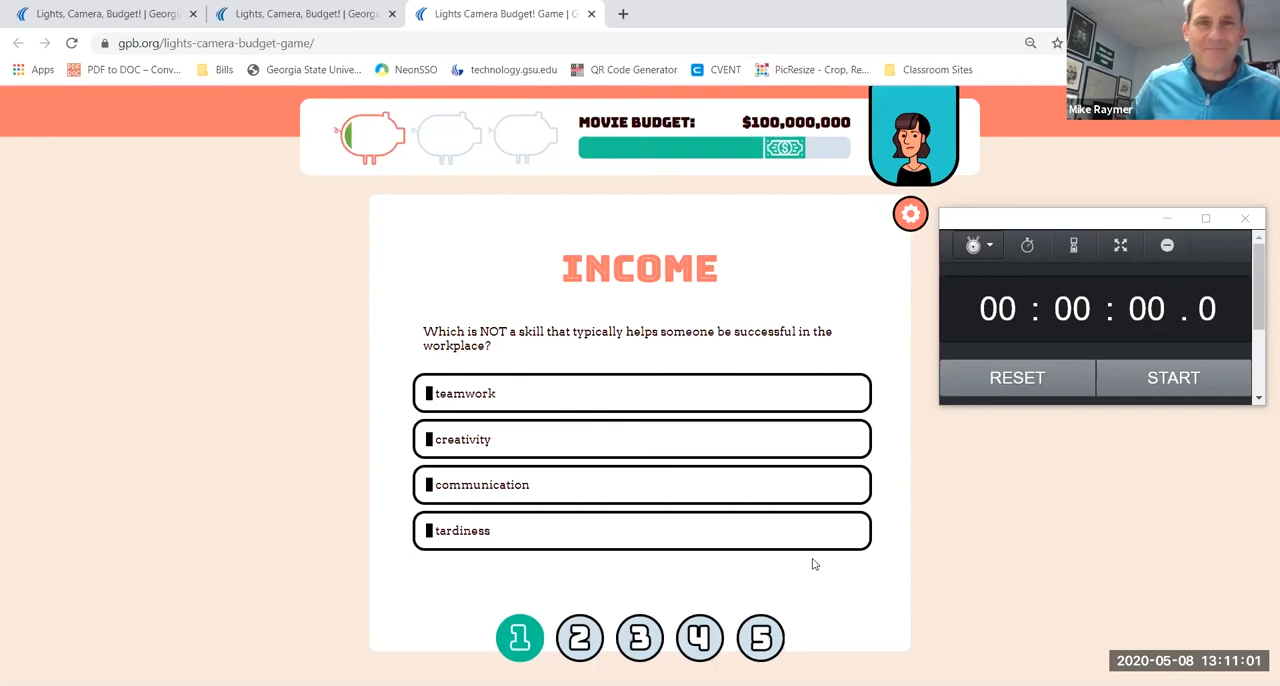 Lights, Camera, Budget! | Georgi
Lights, Camera, Budget! | Georgi
Lights Camera Budget! Game | G
gpb.org/lights-camera-budget-game/
Apps
PDF to DOC – Conv...
Bills
Georgia State Unive...
NeonSSO
technology.gsu.edu
QR Code Generator
CVENT
PicResize - Crop, Re...
Classroom Sites
Mike Raymer
MOVIE BUDGET: $100,000,000
INCOME
Which is NOT a skill that typically helps someone be successful in the
workplace?
teamwork
creativity
communication
tardiness
1 2 3 4 5
00 : 00 : 00 . 0
RESET START
2020-05-08 13:11:01